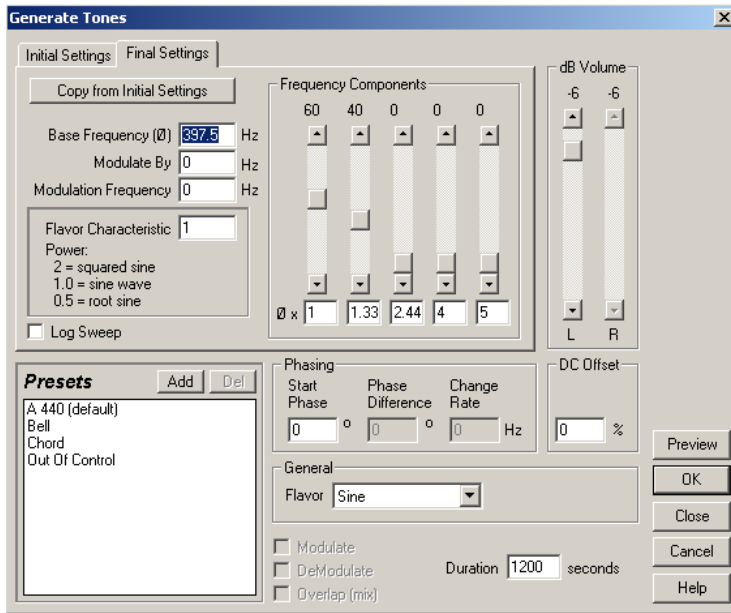 Generate Tones
Initial Settings Final Settings
Copy from Initial Settings
Base Frequency (Ø) 397.5 Hz
Modulate By 0 Hz
Modulation Frequency 0 Hz
Flavor Characteristic 1
Power:
2 = squared sine
1.0 = sine wave
0.5 = root sine
Log Sweep
Frequency Components
60 40 0 0 0
Ø x 1 1.33 2.44 4 5
dB Volume
-6 -6
L R
Presets Add Del
A 440 (default)
Bell
Chord
Out Of Control
Phasing
Start Phase
Phase Difference
Change Rate
0 º 0 º 0 Hz
DC Offset
0 %
General
Flavor Sine
Modulate
DeModulate
Overlap (mix)
Duration 1200 seconds
Preview
OK
Close
Cancel
Help